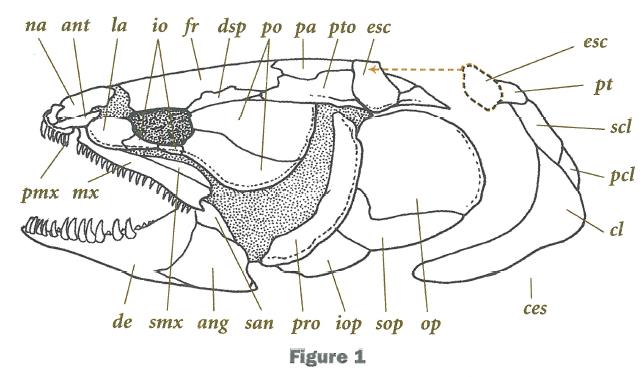 na ant la io fr dsp po pa pto esc
esc
pt
scl
pcl
cl
pmx mx
ces
de smx ang san pro iop sop op
Figure 1